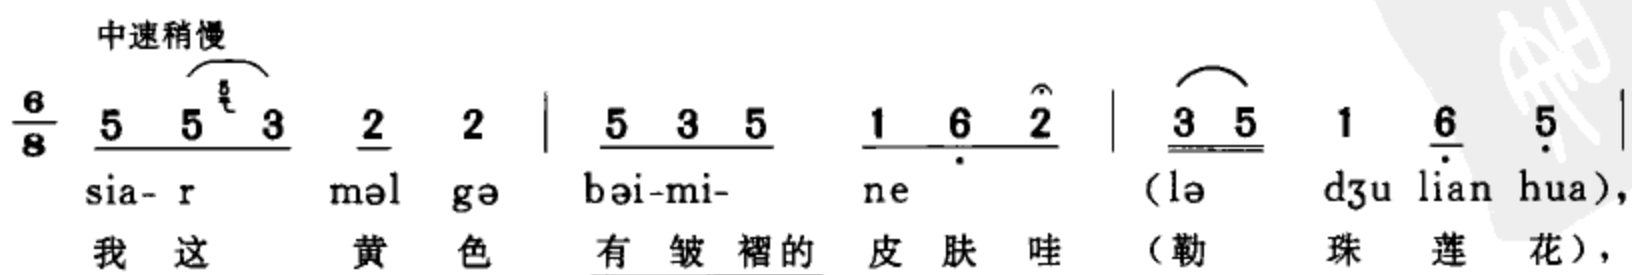 中速稍慢
6/8 5 5 5 3 2 2 | 5 3 5 1 6 2 | 3 5 1 6 5 |
sia- r məl gə bəi-mi- ne (lə dʒu lian hua),
我 这 黄 色 有 皱 褶的 皮 肤 哇 (勒 珠 莲 花),